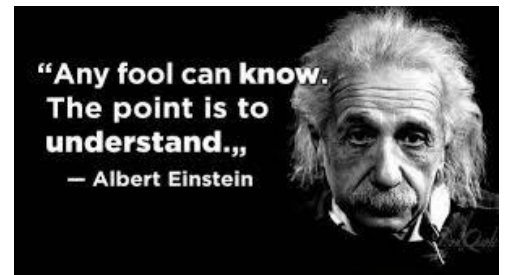 “Any fool can know.
The point is to
understand.„
— Albert Einstein